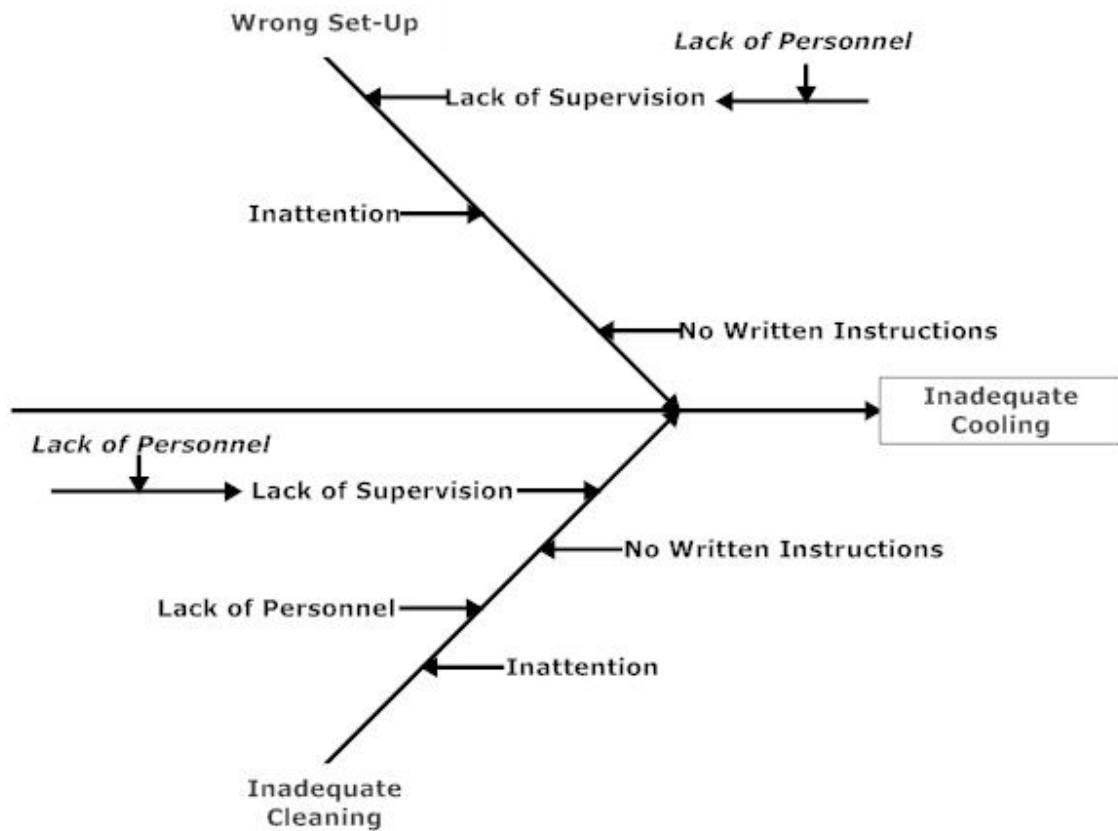 Wrong Set-Up
Lack of Personnel
Lack of Supervision
Inattention
No Written Instructions
Inadequate
Cooling
Lack of Personnel
Lack of Supervision
No Written Instructions
Lack of Personnel
Inattention
Inadequate
Cleaning